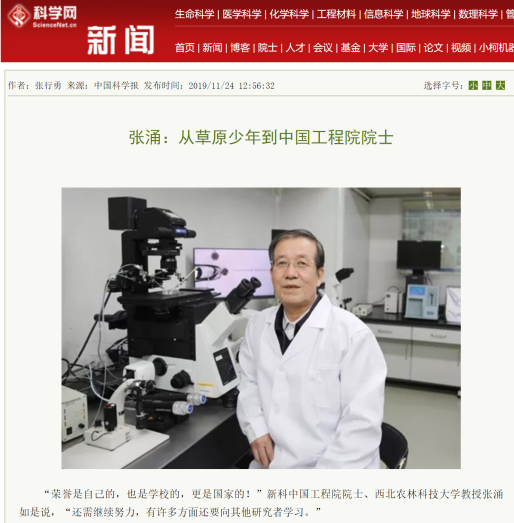 科学网
ScienceNet.cn
新闻
生命科学 | 医学科学 | 化学科学 | 工程材料 | 信息科学 | 地球科学 | 数理科学 |
首页 | 新闻 | 博客 | 院士 | 人才 | 会议 | 基金 | 大学 | 国际 | 论文 | 视频 | 小柯机器
作者：张行勇 来源：中国科学报 发布时间：2019/11/24 12:56:32
选择字号：小 中 大
张涌：从草原少年到中国工程院院士
“荣誉是自己的，也是学校的，更是国家的！”新科中国工程院院士、西北农林科技大学教授张涌
如是说，“还需继续努力，有许多方面还要向其他研究者学习。”